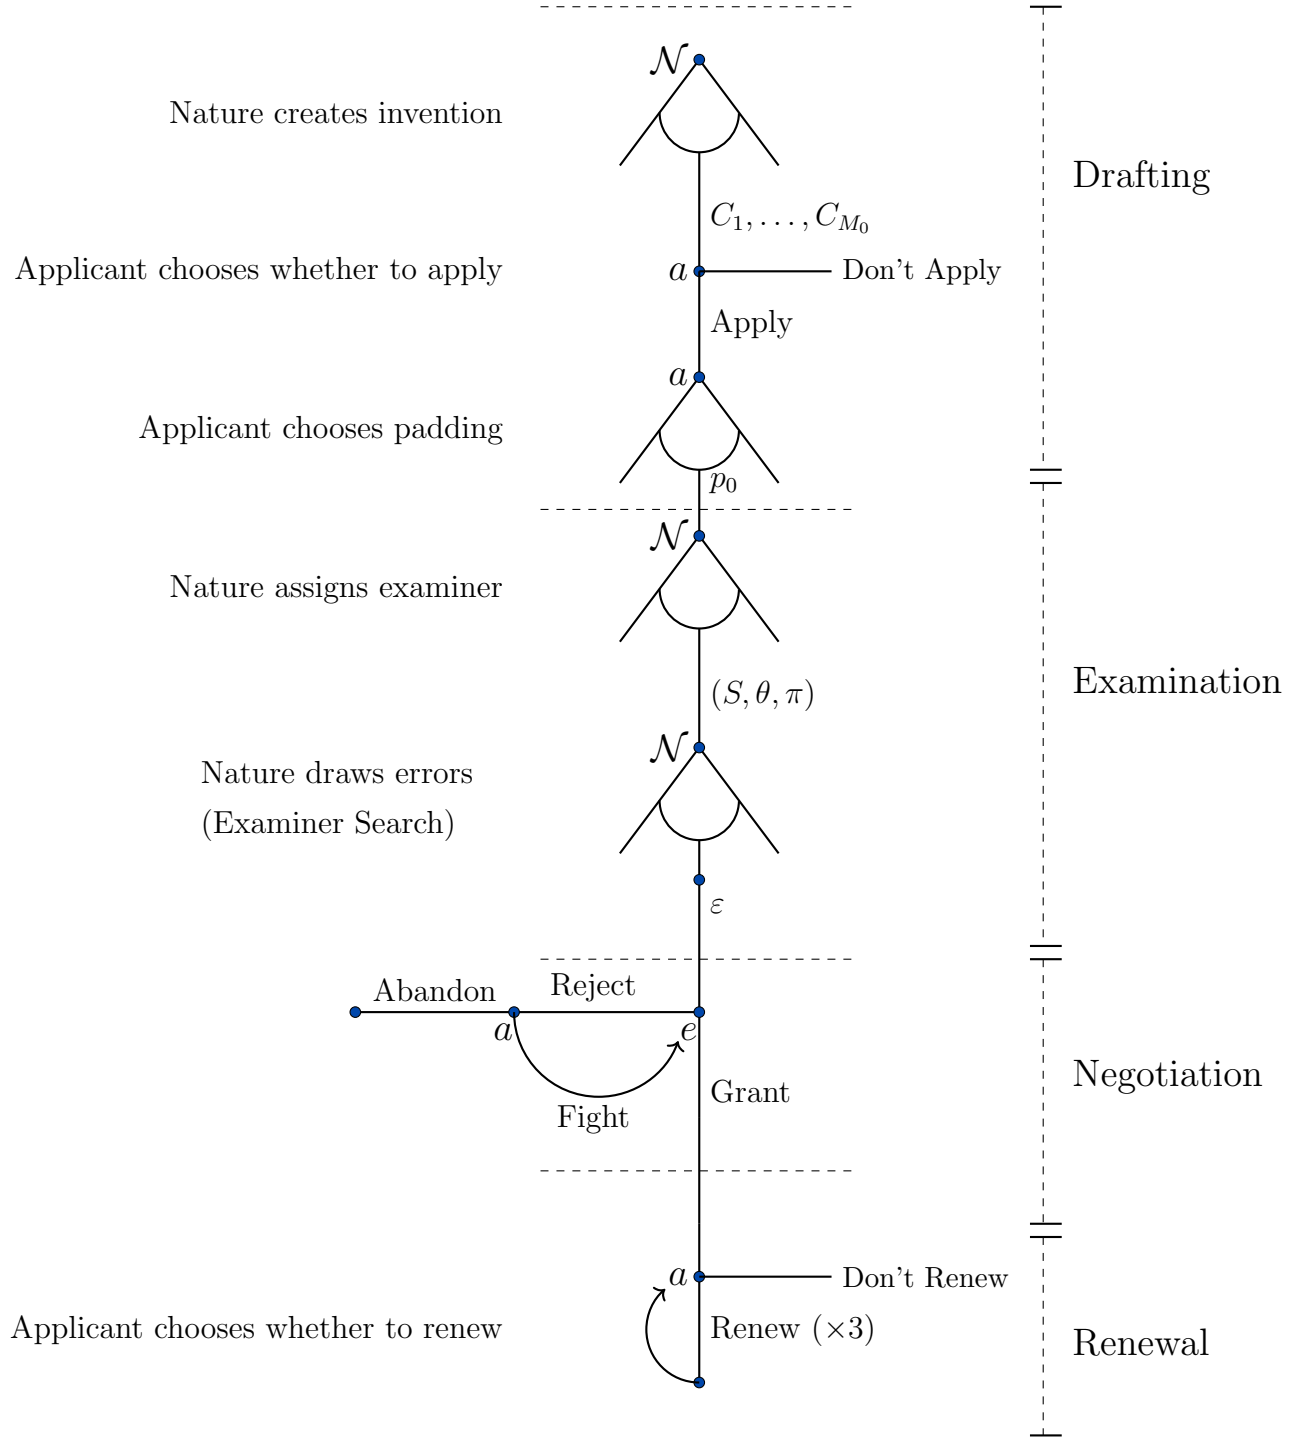 𝒩
Nature creates invention
Drafting
C₁, …, C_{M₀}
Applicant chooses whether to apply
a
Don't Apply
Apply
a
Applicant chooses padding
p₀
𝒩
Nature assigns examiner
Examination
(S, θ, π)
𝒩
Nature draws errors
(Examiner Search)
ε
Abandon
Reject
a
e
Negotiation
Grant
Fight
a
Don't Renew
Applicant chooses whether to renew
Renew (×3)
Renewal